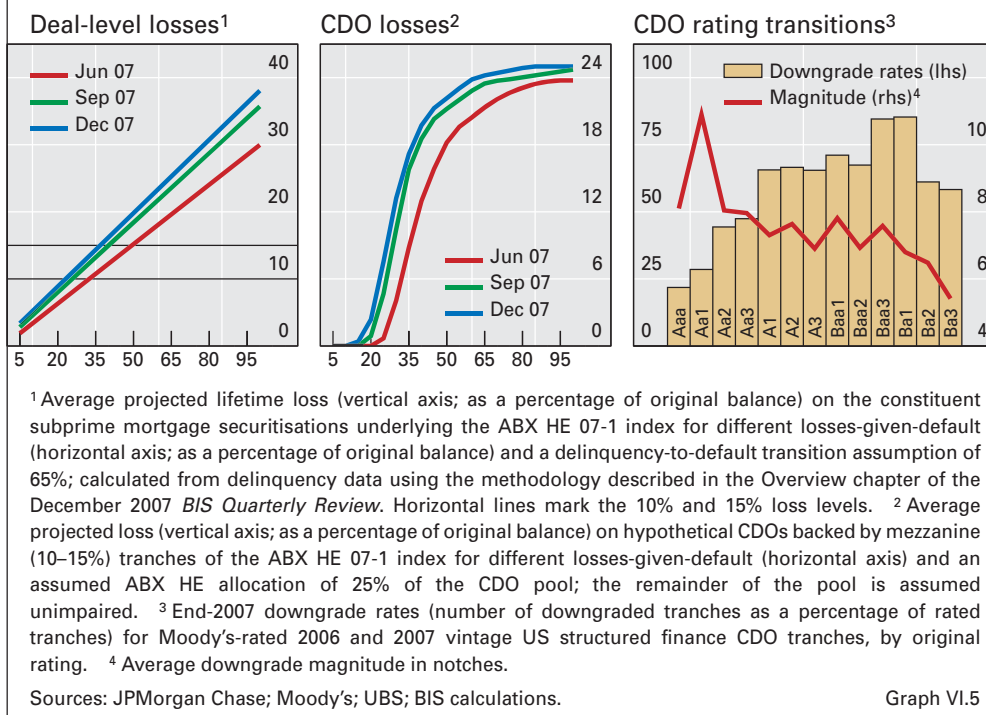 Deal-level losses1
40
Jun 07
Sep 07
Dec 07
30
20
10
0
5 20 35 50 65 80 95
CDO losses2
24
18
12
Jun 07
Sep 07
6
Dec 07
0
5 20 35 50 65 80 95
CDO rating transitions3
100
Downgrade rates (lhs)
Magnitude (rhs)4
75 10
50 8
25 6
0 4
Aaa Aa1 Aa2 Aa3 A1 A2 A3 Baa1 Baa2 Baa3 Ba1 Ba2 Ba3
1 Average projected lifetime loss (vertical axis; as a percentage of original balance) on the constituent
subprime mortgage securitisations underlying the ABX HE 07-1 index for different losses-given-default
(horizontal axis; as a percentage of original balance) and a delinquency-to-default transition assumption of
65%; calculated from delinquency data using the methodology described in the Overview chapter of the
December 2007 BIS Quarterly Review. Horizontal lines mark the 10% and 15% loss levels. 2 Average
projected loss (vertical axis; as a percentage of original balance) on hypothetical CDOs backed by mezzanine
(10–15%) tranches of the ABX HE 07-1 index for different losses-given-default (horizontal axis) and an
assumed ABX HE allocation of 25% of the CDO pool; the remainder of the pool is assumed
unimpaired. 3 End-2007 downgrade rates (number of downgraded tranches as a percentage of rated
tranches) for Moody's-rated 2006 and 2007 vintage US structured finance CDO tranches, by original
rating. 4 Average downgrade magnitude in notches.
Sources: JPMorgan Chase; Moody's; UBS; BIS calculations. Graph VI.5